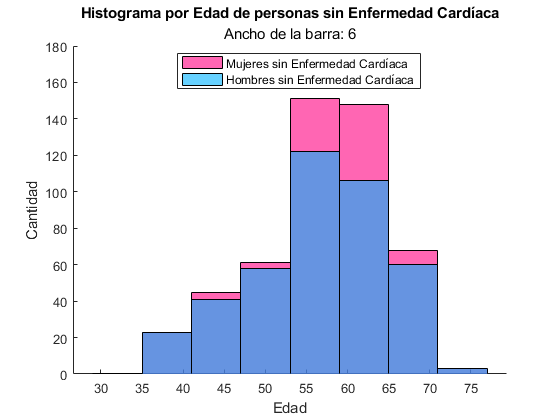 Histograma por Edad de personas sin Enfermedad Cardíaca
Ancho de la barra: 6
Mujeres sin Enfermedad Cardíaca
Hombres sin Enfermedad Cardíaca
Cantidad
180
160
140
120
100
80
60
40
20
0
30 35 40 45 50 55 60 65 70 75
Edad